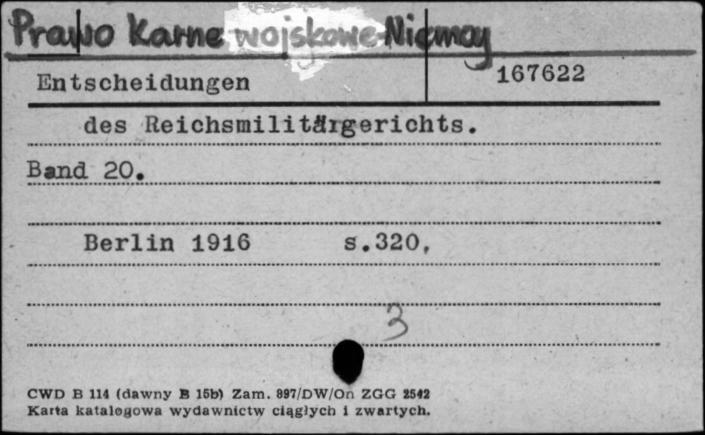 Prawo Karne wojskowe-Niemcy
Entscheidungen 167622
des Reichsmilitärgerichts.
Band 20.
Berlin 1916 s.320,
3
CWD B 114 (dawny B 15b) Zam. 897/DW/On ZGG 2542
Karta katalogowa wydawnictw ciągłych i zwartych.